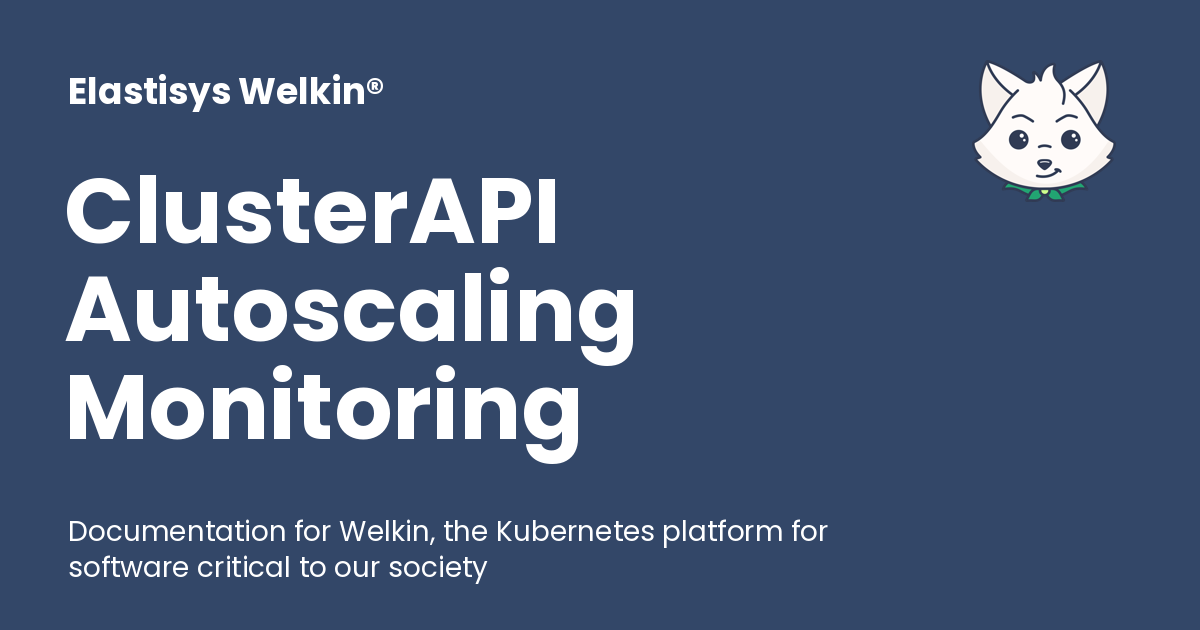 Elastisys Welkin®
ClusterAPI
Autoscaling
Monitoring
Documentation for Welkin, the Kubernetes platform for
software critical to our society